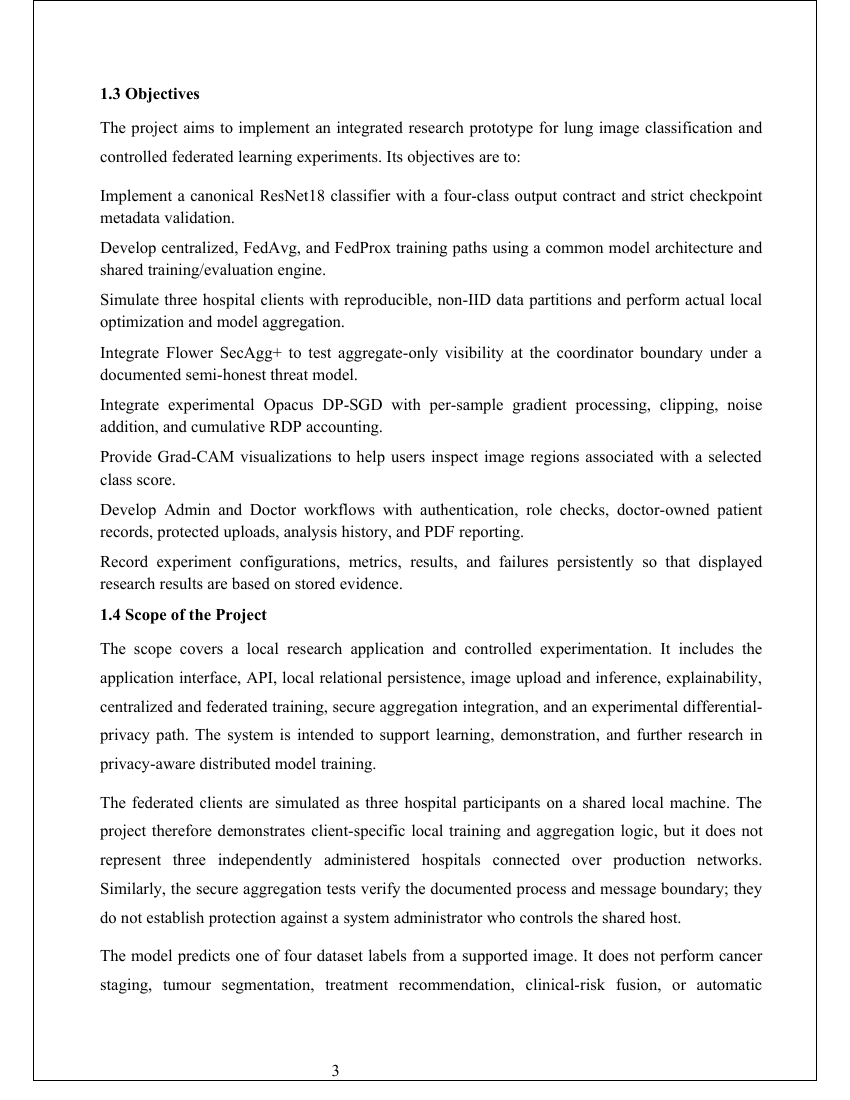 1.3 Objectives
The project aims to implement an integrated research prototype for lung image classification and
controlled federated learning experiments. Its objectives are to:
Implement a canonical ResNet18 classifier with a four-class output contract and strict checkpoint
metadata validation.
Develop centralized, FedAvg, and FedProx training paths using a common model architecture and
shared training/evaluation engine.
Simulate three hospital clients with reproducible, non-IID data partitions and perform actual local
optimization and model aggregation.
Integrate Flower SecAgg+ to test aggregate-only visibility at the coordinator boundary under a
documented semi-honest threat model.
Integrate experimental Opacus DP-SGD with per-sample gradient processing, clipping, noise
addition, and cumulative RDP accounting.
Provide Grad-CAM visualizations to help users inspect image regions associated with a selected
class score.
Develop Admin and Doctor workflows with authentication, role checks, doctor-owned patient
records, protected uploads, analysis history, and PDF reporting.
Record experiment configurations, metrics, results, and failures persistently so that displayed
research results are based on stored evidence.
1.4 Scope of the Project
The scope covers a local research application and controlled experimentation. It includes the
application interface, API, local relational persistence, image upload and inference, explainability,
centralized and federated training, secure aggregation integration, and an experimental differential-
privacy path. The system is intended to support learning, demonstration, and further research in
privacy-aware distributed model training.
The federated clients are simulated as three hospital participants on a shared local machine. The
project therefore demonstrates client-specific local training and aggregation logic, but it does not
represent three independently administered hospitals connected over production networks.
Similarly, the secure aggregation tests verify the documented process and message boundary; they
do not establish protection against a system administrator who controls the shared host.
The model predicts one of four dataset labels from a supported image. It does not perform cancer
staging, tumour segmentation, treatment recommendation, clinical-risk fusion, or automatic
3